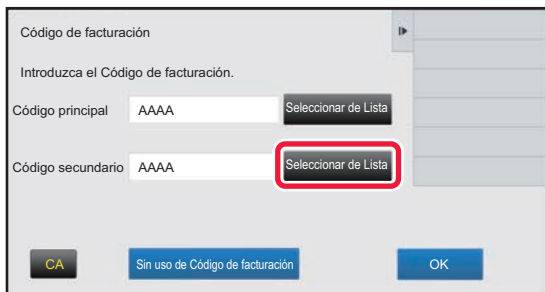 Código de facturación
Introduzca el Código de facturación.
Código principal AAAA Seleccionar de Lista
Código secundario AAAA Seleccionar de Lista
CA Sin uso de Código de facturación OK